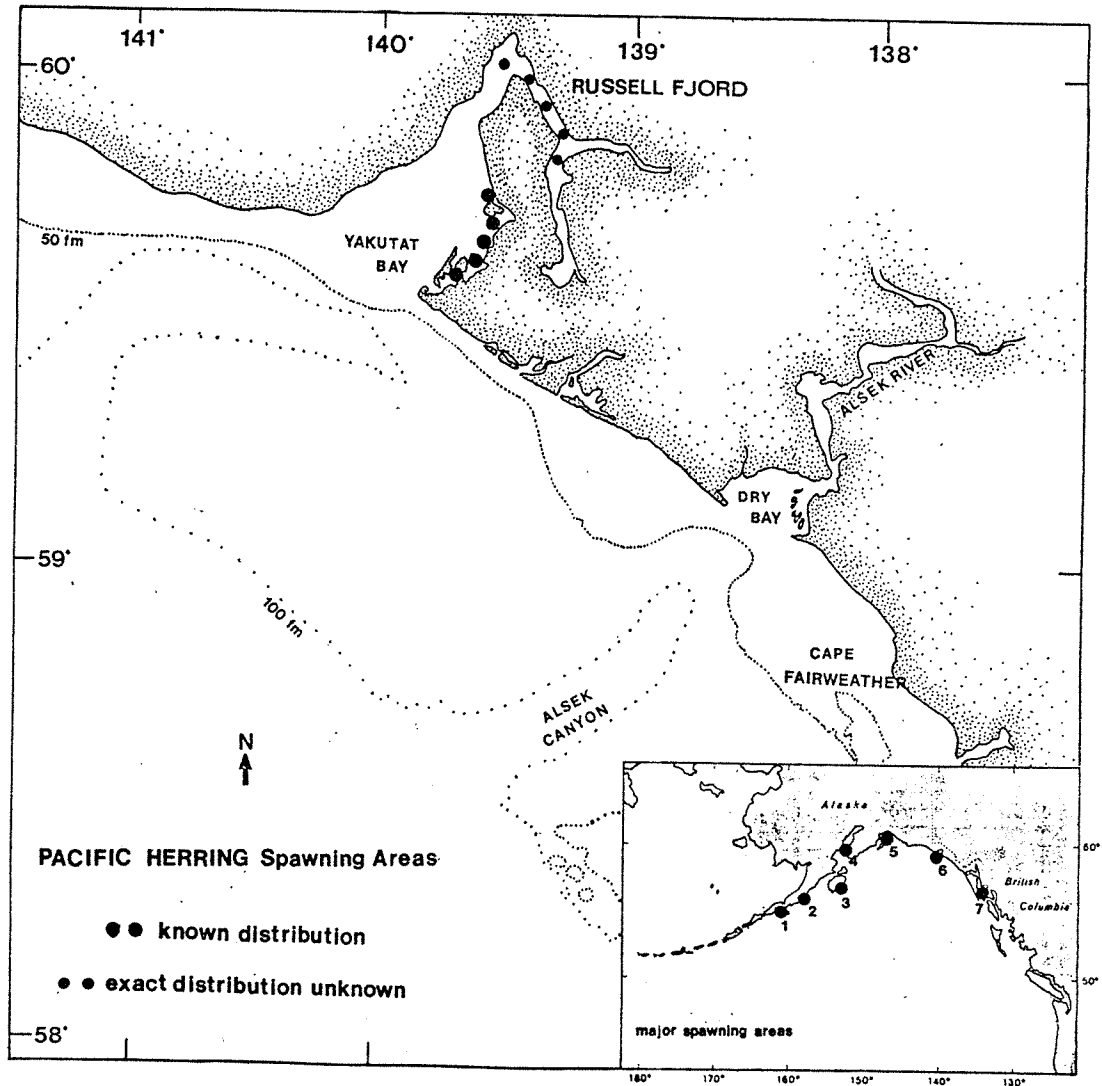 141°
140°
139°
138°
60°
RUSSELL FJORD
50 fm
YAKUTAT
BAY
ALSEK RIVER
DRY
BAY
59°
100 fm
CAPE
FAIRWEATHER
ALSEK
CANYON
N
PACIFIC HERRING Spawning Areas
known distribution
exact distribution unknown
58°
Alaska
60°
4
5
6
British
Columbia
3
2
1
7
50°
major spawning areas
180°
170°
160°
150°
140°
130°